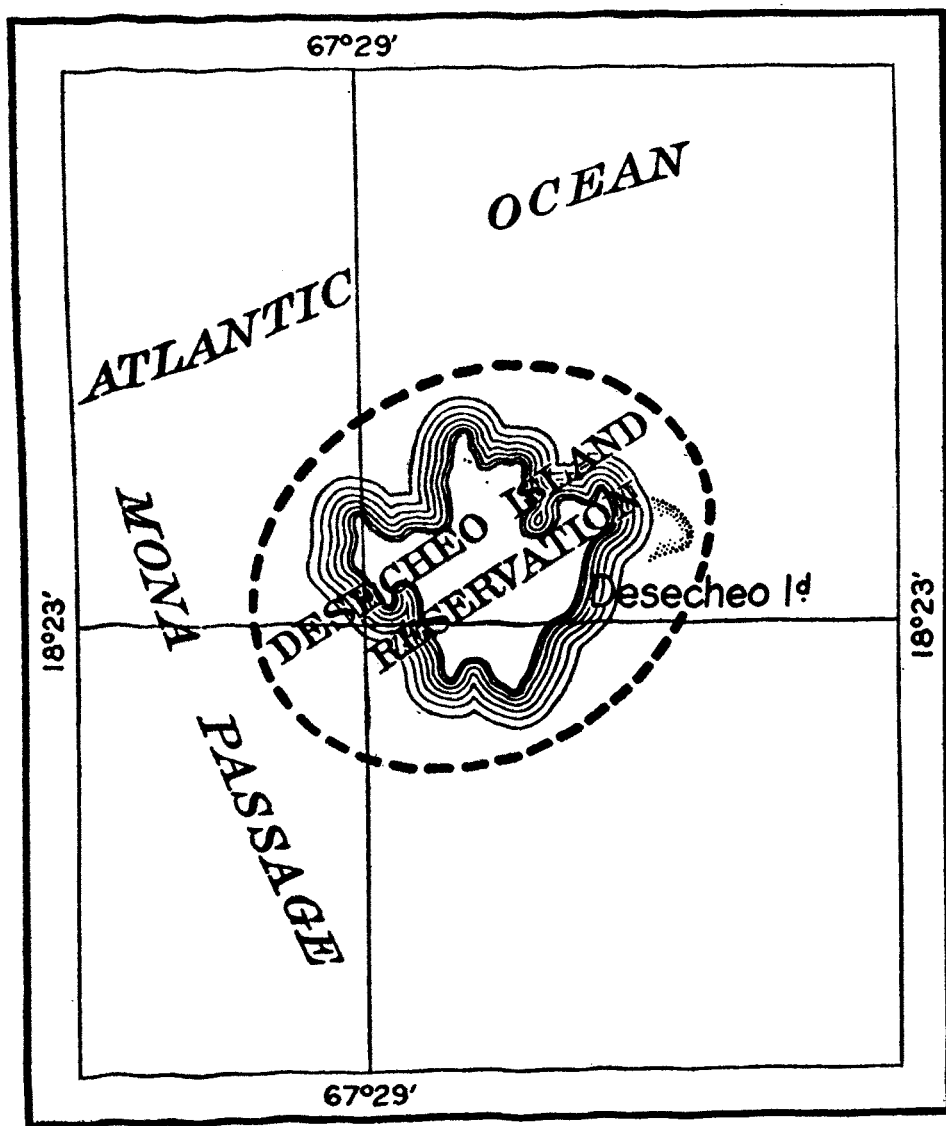 67°29'
OCEAN
ATLANTIC
MONA
PASSAGE
DESECHEO ISLAND
RESERVATION
Desecheo Id
18°23'
18°23'
67°29'